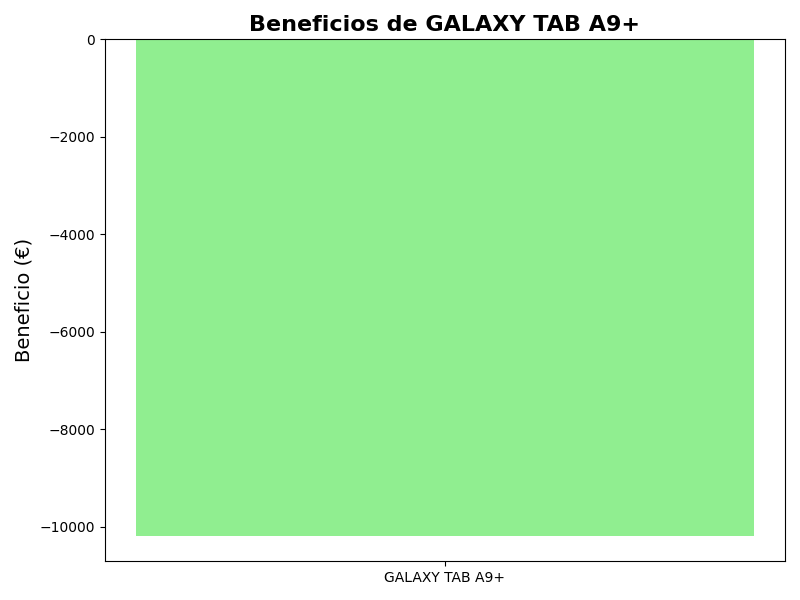 Beneficios de GALAXY TAB A9+
0
−2000
−4000
−6000
−8000
−10000
Beneficio (€)
GALAXY TAB A9+